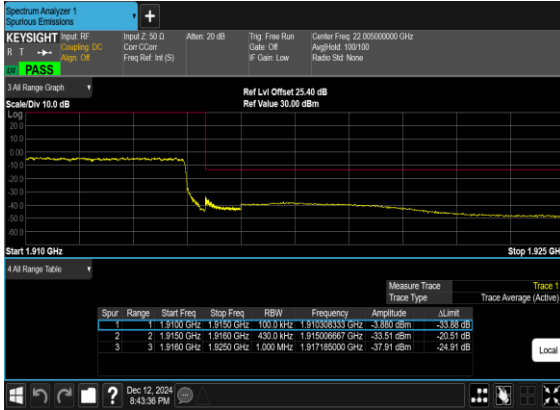 Spectrum Analyzer 1
Spurious Emissions
+
KEYSIGHT Input: RF Input Z: 50 Ω Atten: 20 dB Trig: Free Run Center Freq: 22.005000000 GHz
R T Coupling: DC Corr CCorr Gate: Off Avg|Hold: 100/100
Align: Off Freq Ref: Int (S) IF Gain: Low Radio Std: None
PASS
3 All Range Graph
Ref Lvl Offset 25.40 dB
Scale/Div 10.0 dB Ref Value 30.00 dBm
Log
20.0
10.0
0.00
-10.0
-20.0
-30.0
-40.0
-50.0
-60.0
Start 1.910 GHz Stop 1.925 GH
4 All Range Table
Measure Trace Trace 1
Trace Type Trace Average (Active)
Spur Range Start Freq Stop Freq RBW Frequency Amplitude ΔLimit
1 1 1.9100 GHz 1.9150 GHz 100.0 kHz 1.910308333 GHz -3.880 dBm -33.88 dB
2 2 1.9150 GHz 1.9160 GHz 430.0 kHz 1.915006667 GHz -33.51 dBm -20.51 dB
3 3 1.9160 GHz 1.9250 GHz 1.000 MHz 1.917185000 GHz -37.91 dBm -24.91 dB
Local
? Dec 12, 2024
8:43:36 PM